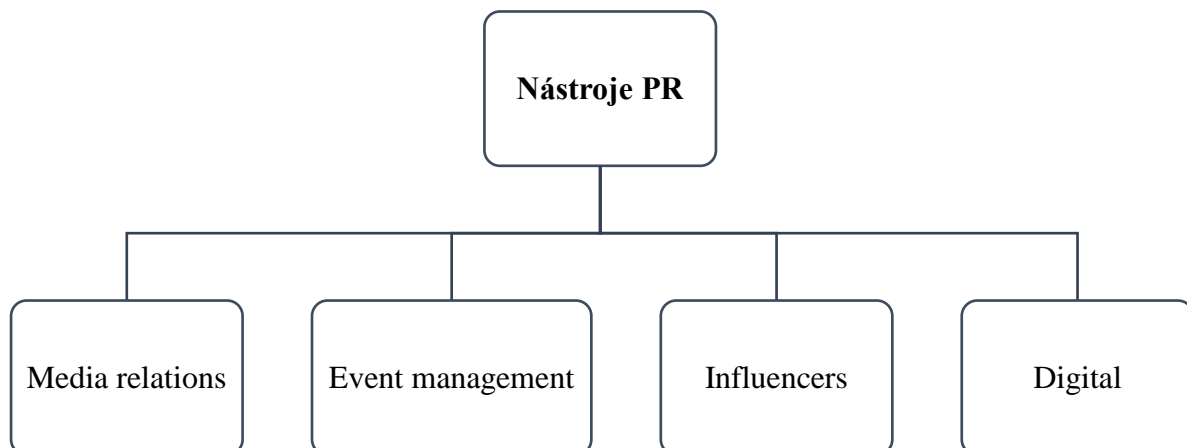 Nástroje PR
Media relations
Event management
Influencers
Digital